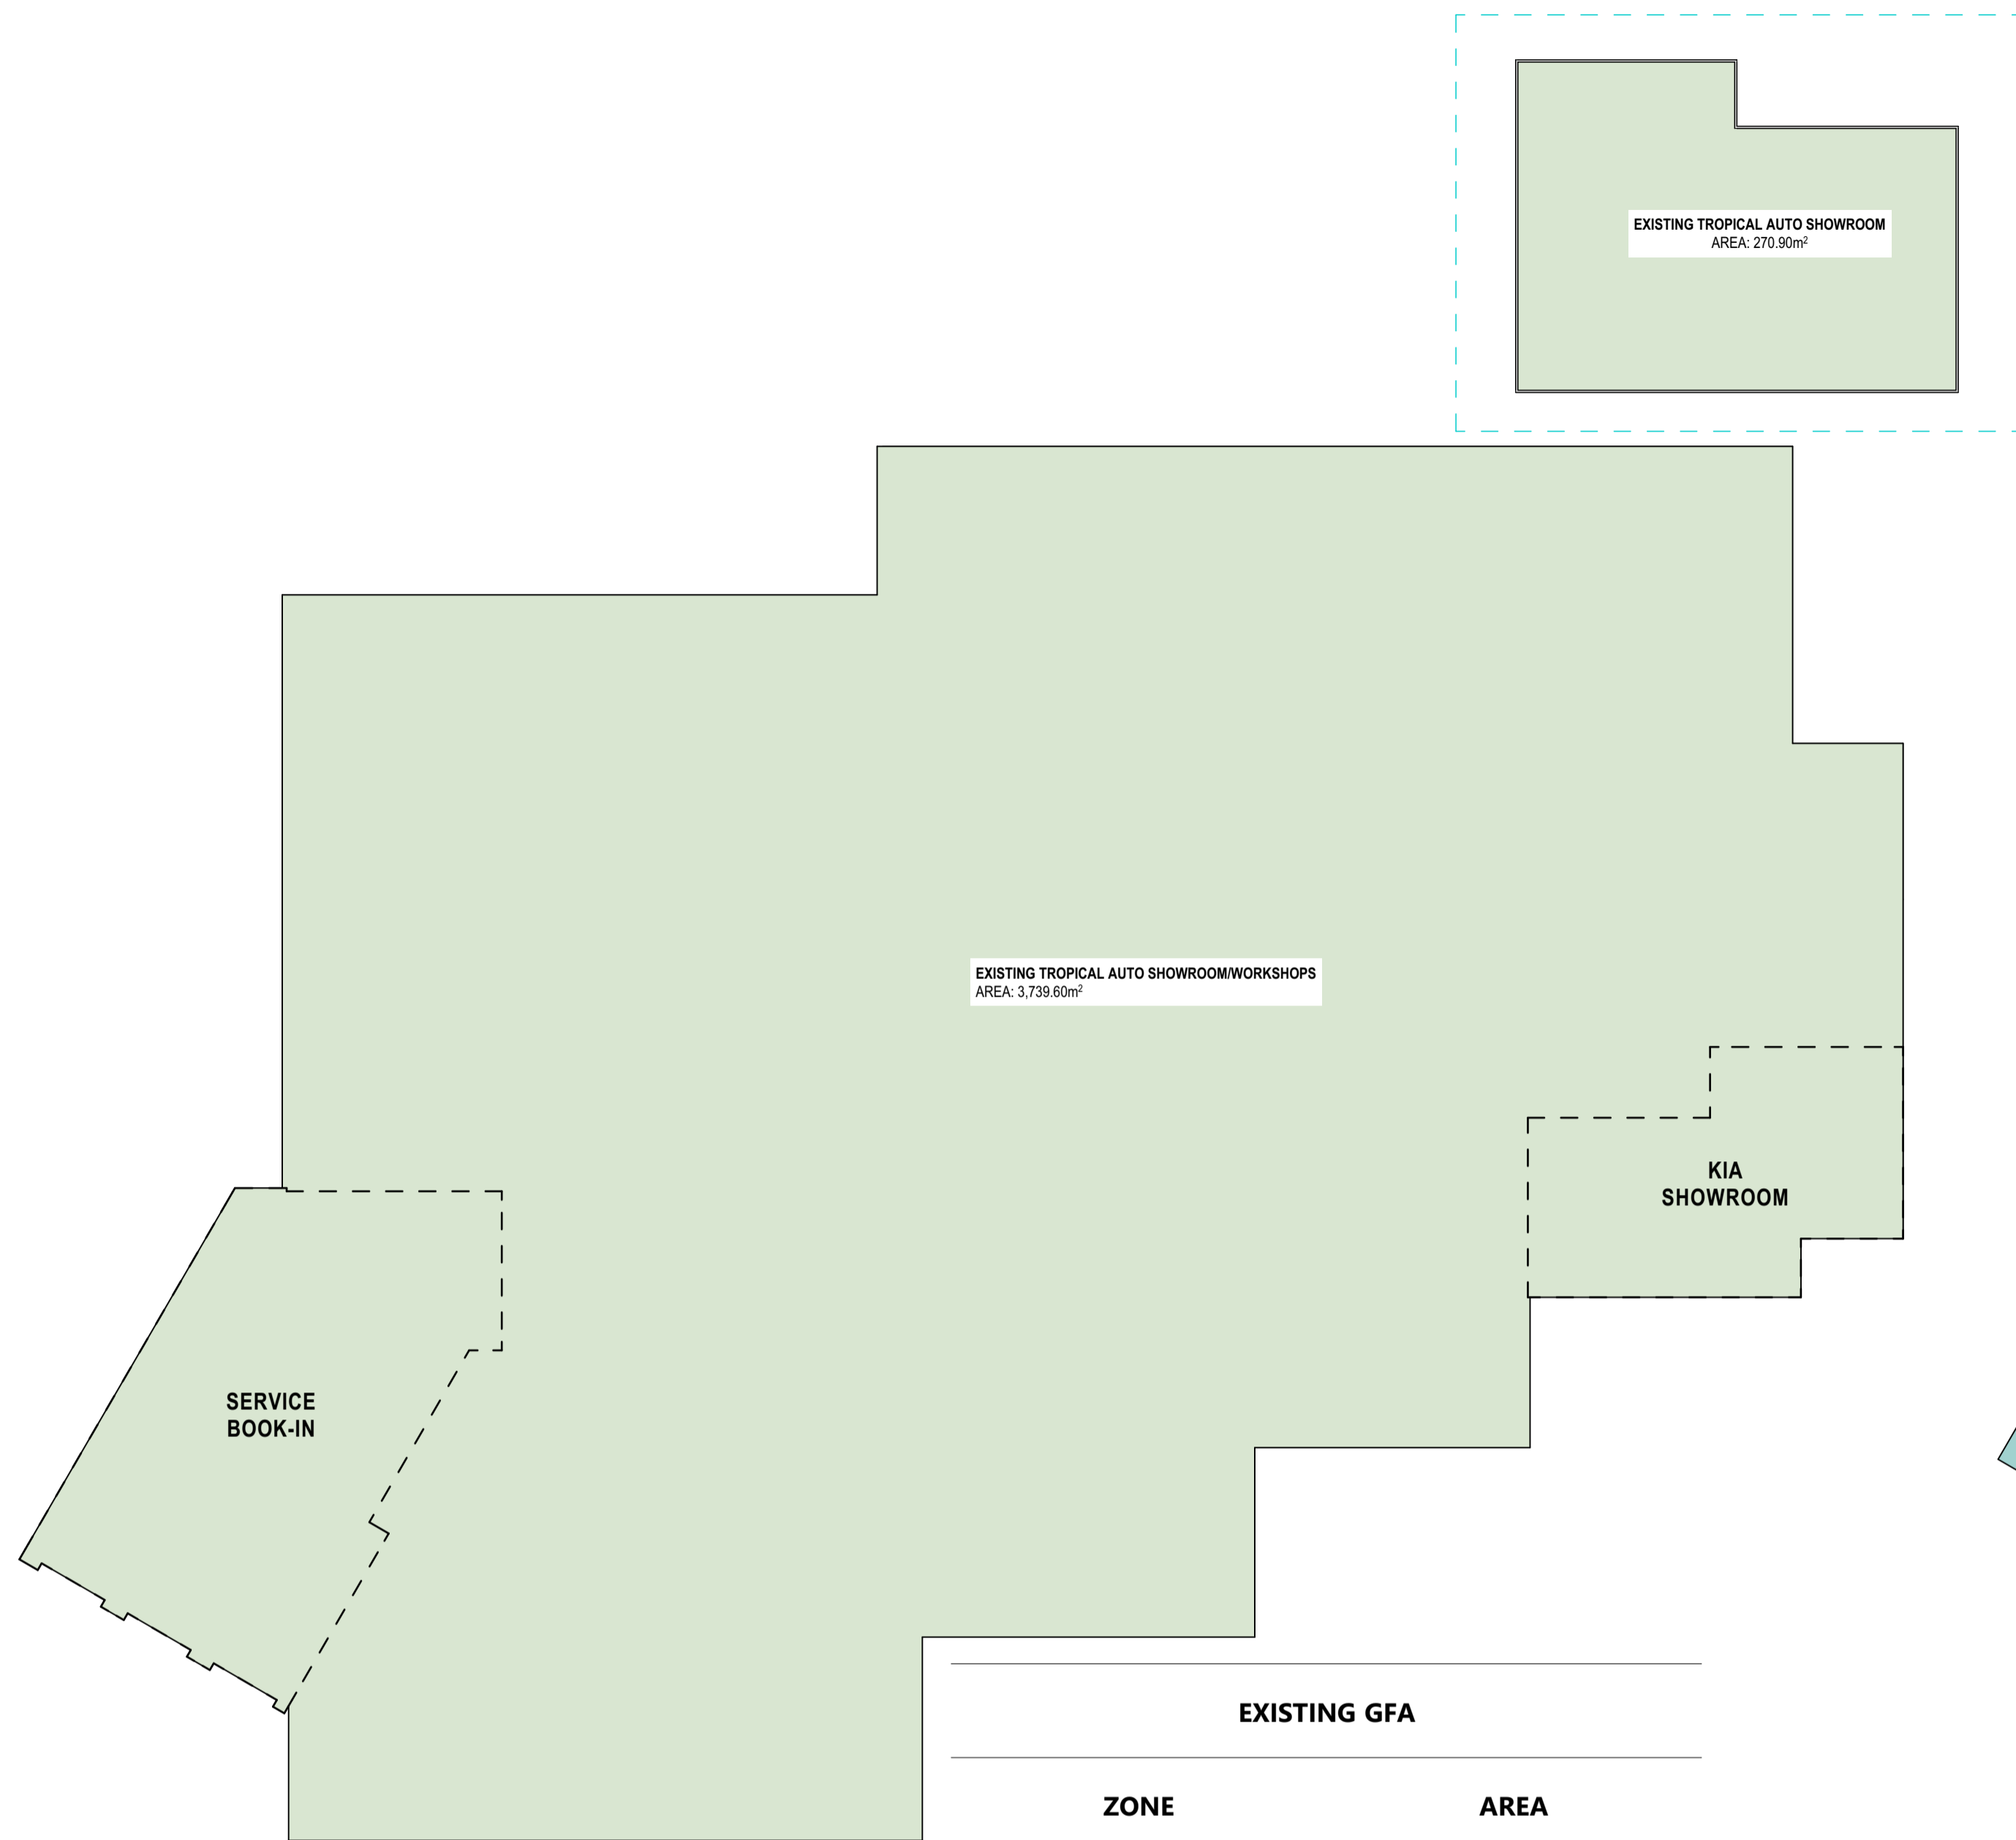 EXISTING TROPICAL AUTO SHOWROOM
AREA: 270.90m²
EXISTING TROPICAL AUTO SHOWROOM/WORKSHOPS
AREA: 3,739.60m²
KIA
SHOWROOM
SERVICE
BOOK-IN
EXISTING GFA
ZONE AREA